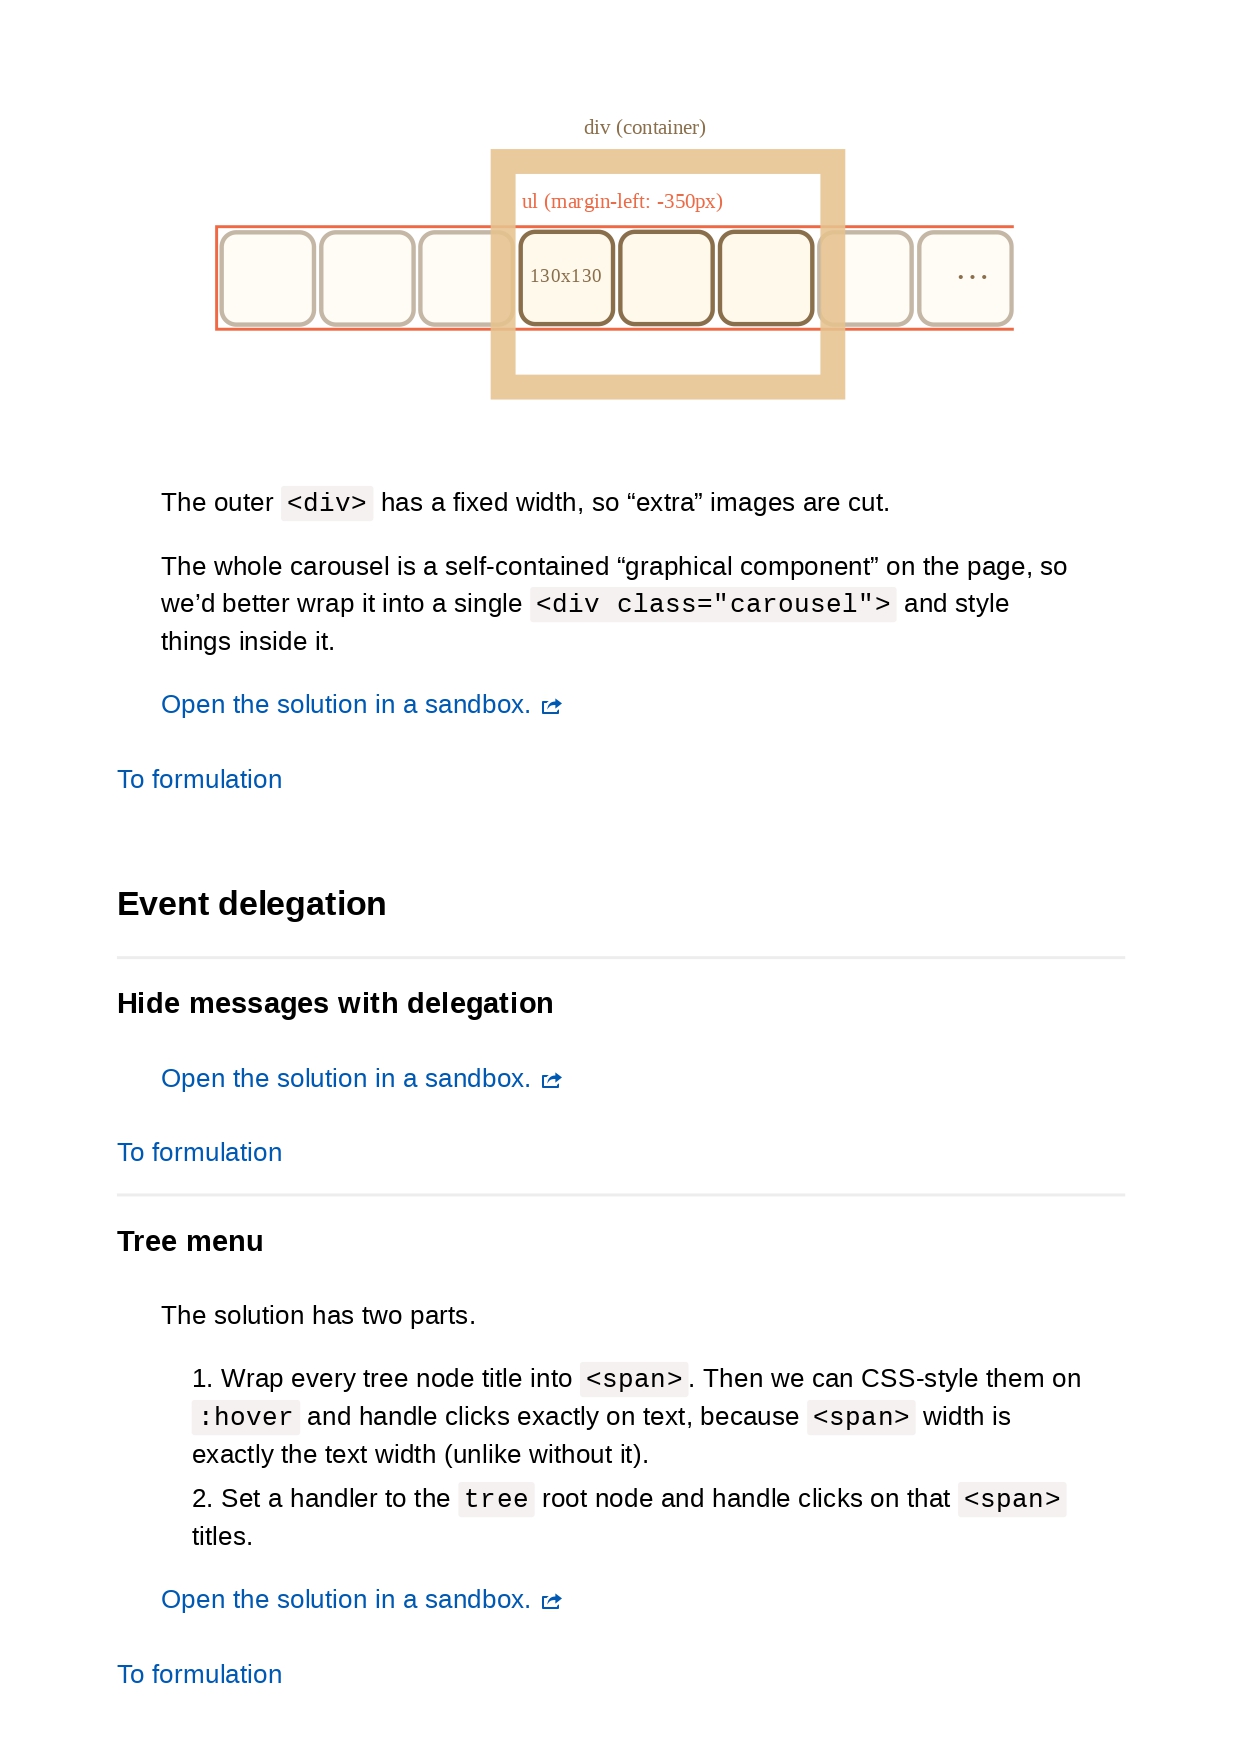 div (container)
ul (margin-left: -350px)
130x130
...
The outer <div> has a fixed width, so “extra” images are cut.
The whole carousel is a self-contained “graphical component” on the page, so
we’d better wrap it into a single <div class="carousel"> and style
things inside it.
Open the solution in a sandbox.
To formulation
Event delegation
Hide messages with delegation
Open the solution in a sandbox.
To formulation
Tree menu
The solution has two parts.
1. Wrap every tree node title into <span>. Then we can CSS-style them on
:hover and handle clicks exactly on text, because <span> width is
exactly the text width (unlike without it).
2. Set a handler to the tree root node and handle clicks on that <span>
titles.
Open the solution in a sandbox.
To formulation